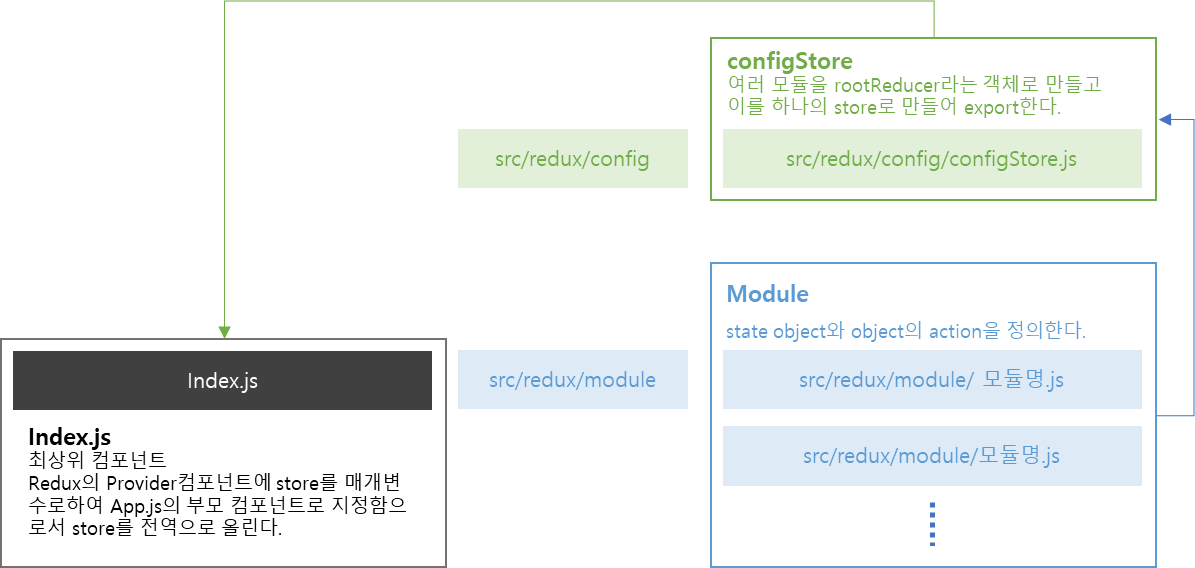 configStore
여러 모듈을 rootReducer라는 객체로 만들고
이를 하나의 store로 만들어 export한다.
src/redux/config
src/redux/config/configStore.js
Module
state object와 object의 action을 정의한다.
Index.js
src/redux/module
src/redux/module/ 모듈명.js
Index.js
최상위 컴포넌트
Redux의 Provider컴포넌트에 store를 매개변
수로하여 App.js의 부모 컴포넌트로 지정함으
로서 store를 전역으로 올린다.
src/redux/module/모듈명.js